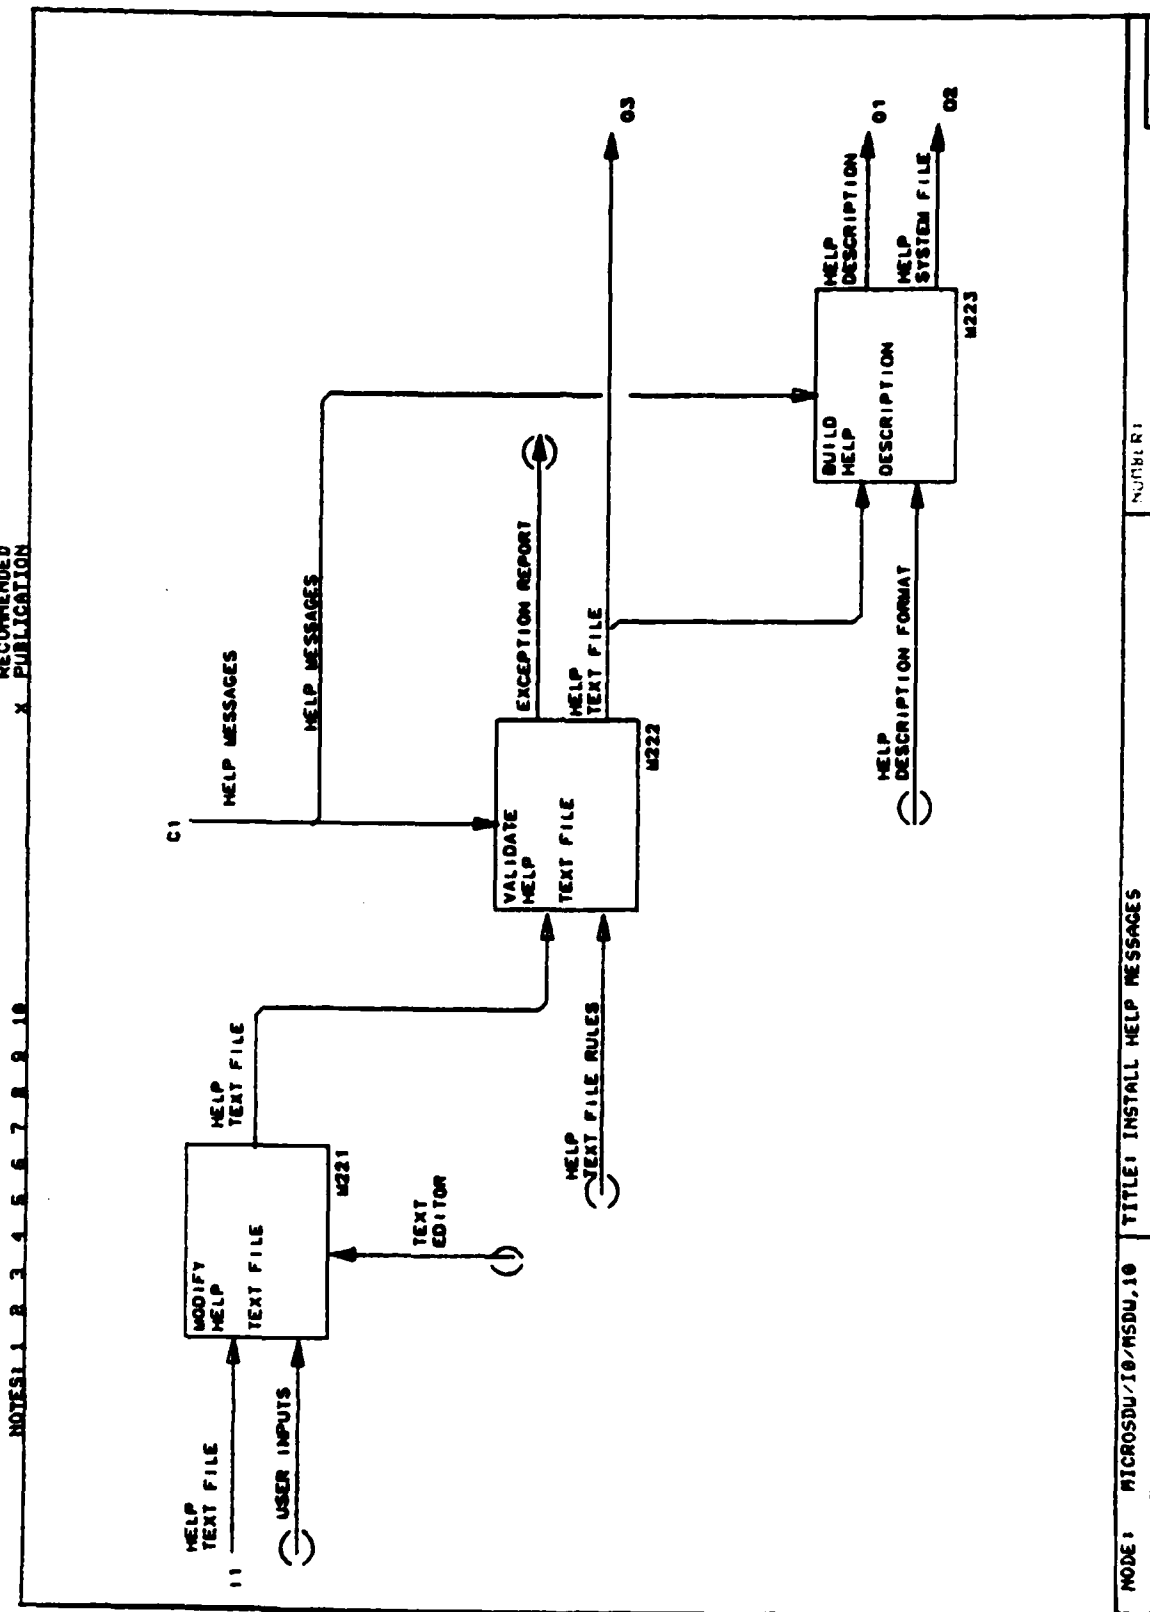 NOTES: 1 2 3 4 5 6 7 8 9 10
RECOMMENDED
X PUBLICATION
C1
HELP MESSAGES
HELP MESSAGES
I1
HELP
TEXT FILE
USER INPUTS
MODIFY
HELP
TEXT FILE
M221
HELP
TEXT FILE
TEXT
EDITOR
HELP
TEXT FILE RULES
VALIDATE
HELP
TEXT FILE
M222
EXCEPTION REPORT
HELP
TEXT FILE
O3
HELP
DESCRIPTION FORMAT
BUILD
HELP
DESCRIPTION
M223
HELP
DESCRIPTION
O1
HELP
SYSTEM FILE
O2
NODE: MICROSDW/I0/MSDW.10
TITLE: INSTALL HELP MESSAGES
NUMBER: